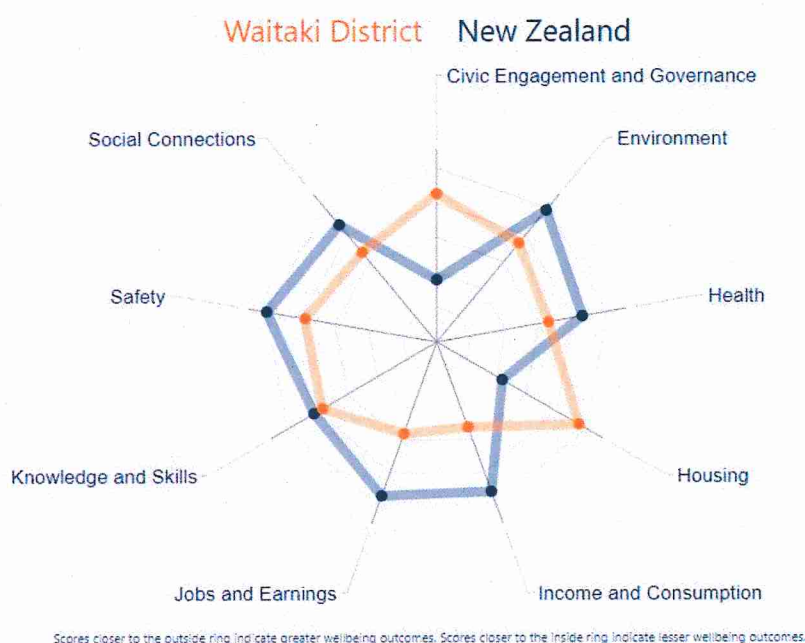 Waitaki District New Zealand
Civic Engagement and Governance
Social Connections
Environment
Safety
Health
Knowledge and Skills
Housing
Jobs and Earnings
Income and Consumption
Scores closer to the outside ring indicate greater wellbeing outcomes. Scores closer to the inside ring indicate lesser wellbeing outcomes.